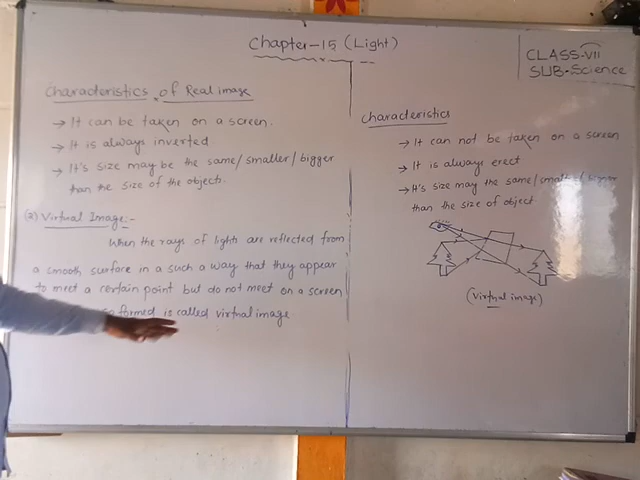 Chapter-15 (Light)
CLASS-VII
SUB-Science
Characteristics of Real image
→ It can be taken on a screen.
→ It is always inverted
→ It's size may be the same/smaller/bigger
than the size of the objects.
(2) Virtual Image:-
When the rays of lights are reflected from
a smooth surface in a such a way that they appear
to meet a certain point but do not meet on a screen
formed is called virtual image
Characteristics
→ It can not be taken on a screen
→ It is always erect
→ It's size may the same/smaller/bigger
than the size of object
(Virtual image)